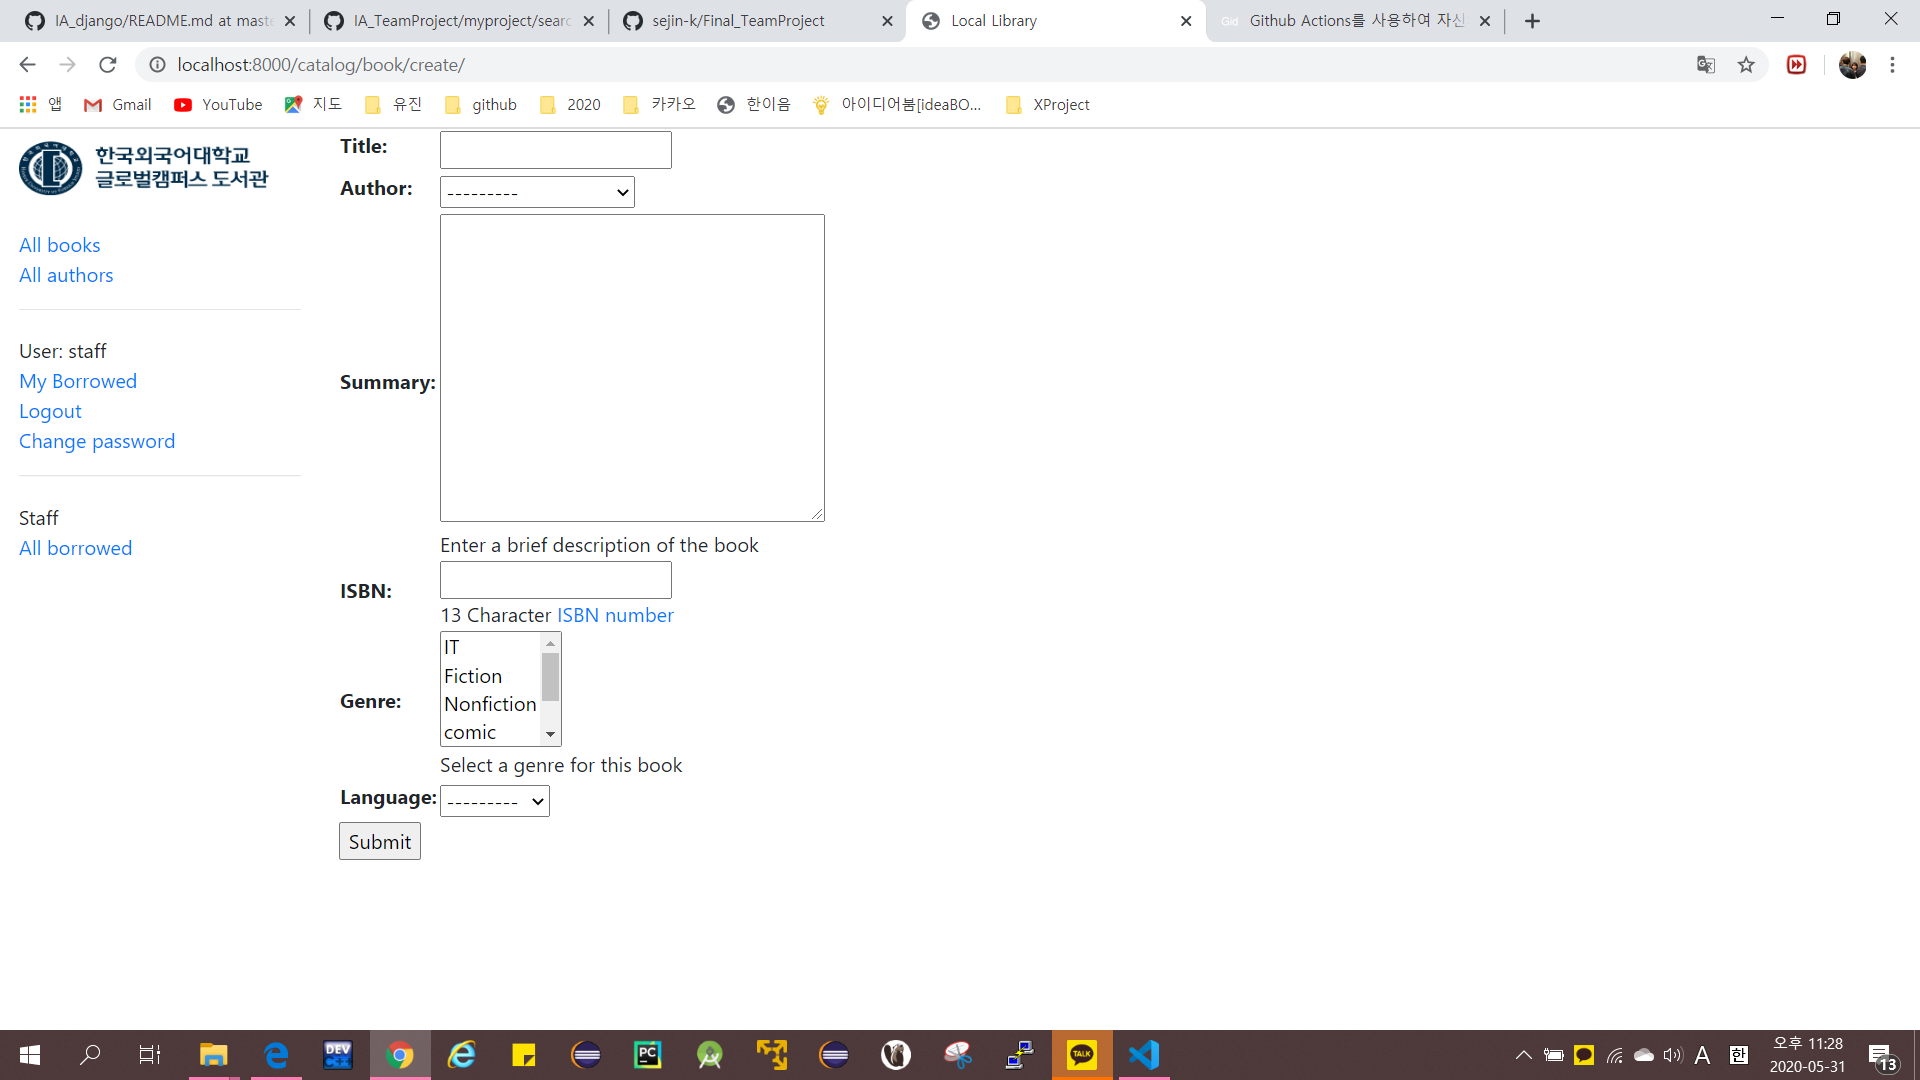 IA_django/README.md at maste
IA_TeamProject/myproject/searc
sejin-k/Final_TeamProject
Local Library
Gid Github Actions를 사용하여 자신
localhost:8000/catalog/book/create/
앱 Gmail YouTube 지도 유진 github 2020 카카오 한이음 아이디어붐[ideaBO... XProject
한국외국어대학교
글로벌캠퍼스 도서관
All books
All authors
User: staff
My Borrowed
Logout
Change password
Staff
All borrowed
Title:
Author: ---------
Summary:
Enter a brief description of the book
ISBN:
13 Character ISBN number
Genre:
IT
Fiction
Nonfiction
comic
Select a genre for this book
Language: ---------
Submit
DEV
C++
PC
TALK
A
한
오후 11:28
2020-05-31
13